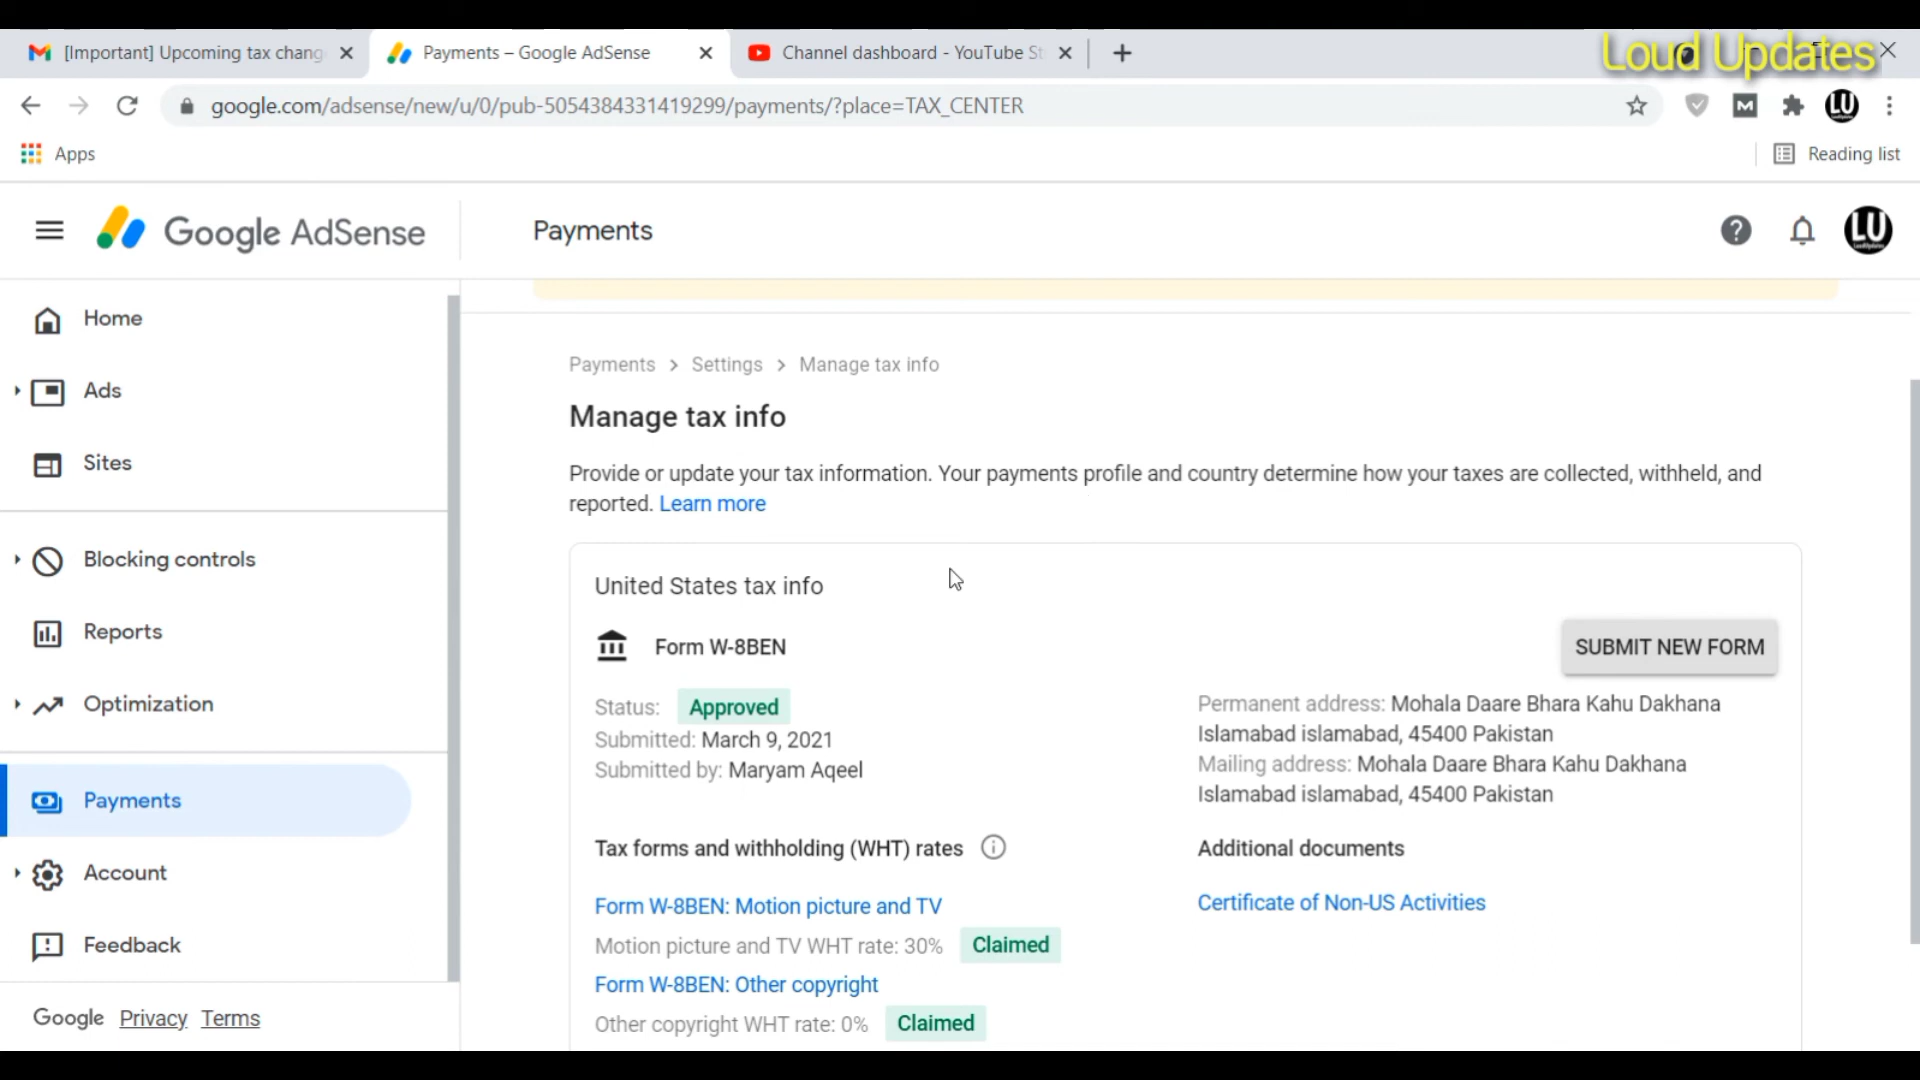 [Important] Upcoming tax chang
Payments – Google AdSense
Channel dashboard - YouTube St
Loud Updates
google.com/adsense/new/u/0/pub-5054384331419299/payments/?place=TAX_CENTER
LU
Apps
Reading list
Google AdSense
Payments
LU
Home
Ads
Sites
Blocking controls
Reports
Optimization
Payments
Account
Feedback
Google Privacy Terms
Payments > Settings > Manage tax info
Manage tax info
Provide or update your tax information. Your payments profile and country determine how your taxes are collected, withheld, and
reported. Learn more
United States tax info
Form W-8BEN
SUBMIT NEW FORM
Status: Approved
Submitted: March 9, 2021
Submitted by: Maryam Aqeel
Permanent address: Mohala Daare Bhara Kahu Dakhana
Islamabad islamabad, 45400 Pakistan
Mailing address: Mohala Daare Bhara Kahu Dakhana
Islamabad islamabad, 45400 Pakistan
Tax forms and withholding (WHT) rates
Form W-8BEN: Motion picture and TV
Motion picture and TV WHT rate: 30% Claimed
Form W-8BEN: Other copyright
Other copyright WHT rate: 0% Claimed
Additional documents
Certificate of Non-US Activities